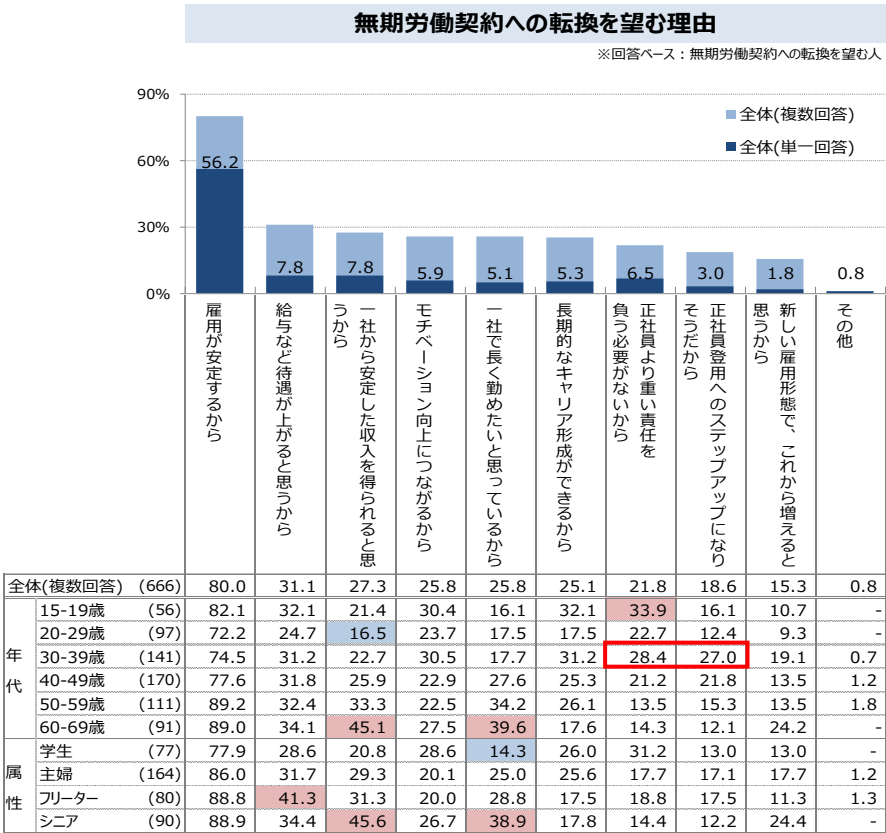 無期労働契約への転換を望む理由
※回答ベース：無期労働契約への転換を望む人
90%
60%
30%
0%
全体(複数回答)
全体(単一回答)
56.2
7.8
7.8
5.9
5.1
5.3
6.5
3.0
1.8
0.8
雇用が安定するから
給与など待遇が上がると思うから
一社から安定した収入を得られると思
うから
モチベーション向上につながるから
一社で長く勤めたいと思っているから
長期的なキャリア形成ができるから
正社員より重い責任を
負う必要がないから
正社員登用へのステップアップになり
そうだから
新しい雇用形態で、これから増えると
思うから
その他
全体(複数回答) (666) 80.0 31.1 27.3 25.8 25.8 25.1 21.8 18.6 15.3 0.8
年代
15-19歳 (56) 82.1 32.1 21.4 30.4 16.1 32.1 33.9 16.1 10.7 -
20-29歳 (97) 72.2 24.7 16.5 23.7 17.5 17.5 22.7 12.4 9.3 -
30-39歳 (141) 74.5 31.2 22.7 30.5 17.7 31.2 28.4 27.0 19.1 0.7
40-49歳 (170) 77.6 31.8 25.9 22.9 27.6 25.3 21.2 21.8 13.5 1.2
50-59歳 (111) 89.2 32.4 33.3 22.5 34.2 26.1 13.5 15.3 13.5 1.8
60-69歳 (91) 89.0 34.1 45.1 27.5 39.6 17.6 14.3 12.1 24.2 -
属性
学生 (77) 77.9 28.6 20.8 28.6 14.3 26.0 31.2 13.0 13.0 -
主婦 (164) 86.0 31.7 29.3 20.1 25.0 25.6 17.7 17.1 17.7 1.2
フリーター (80) 88.8 41.3 31.3 20.0 28.8 17.5 18.8 17.5 11.3 1.3
シニア (90) 88.9 34.4 45.6 26.7 38.9 17.8 14.4 12.2 24.4 -